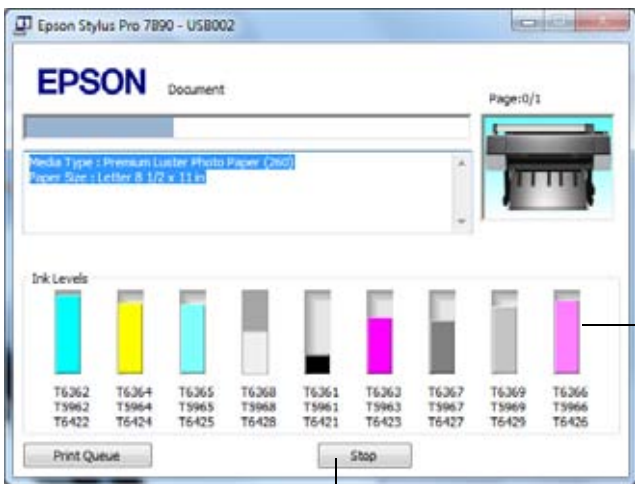 Epson Stylus Pro 7890 - USB002
EPSON
Document
Page:0/1
Media Type : Premium Luster Photo Paper (260)
Paper Size : Letter 8 1/2 x 11 in
Ink Levels
T6362 T6364 T6365 T6368 T6361 T6363 T6367 T6369 T6366
T5962 T5964 T5965 T5968 T5961 T5963 T5967 T5969 T5966
T6422 T6424 T6425 T6428 T6421 T6423 T6427 T6429 T6426
Print Queue
Stop